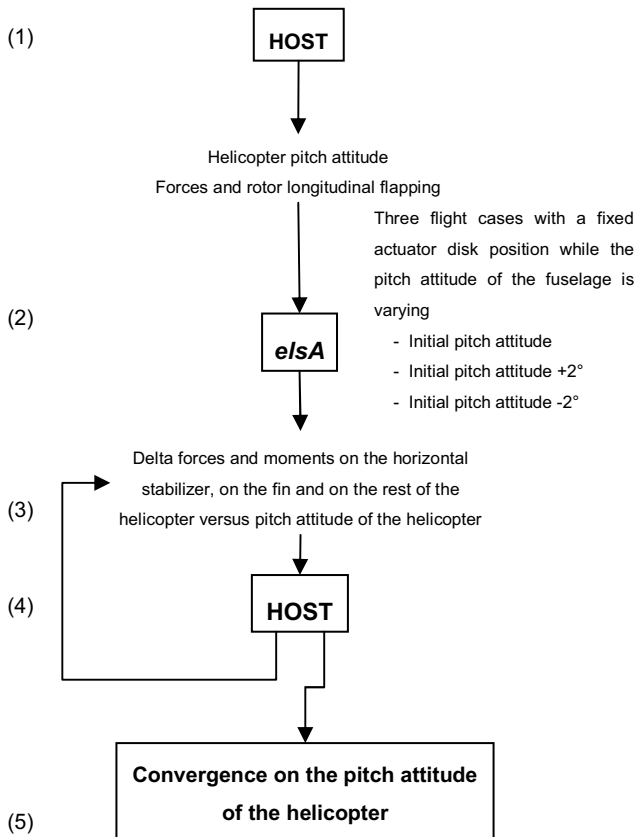 (1)
HOST
Helicopter pitch attitude
Forces and rotor longitudinal flapping
Three flight cases with a fixed
actuator disk position while the
pitch attitude of the fuselage is
varying
- Initial pitch attitude
- Initial pitch attitude +2°
- Initial pitch attitude -2°
(2)
elsA
Delta forces and moments on the horizontal
stabilizer, on the fin and on the rest of the
helicopter versus pitch attitude of the helicopter
(3)
(4)
HOST
Convergence on the pitch attitude
of the helicopter
(5)